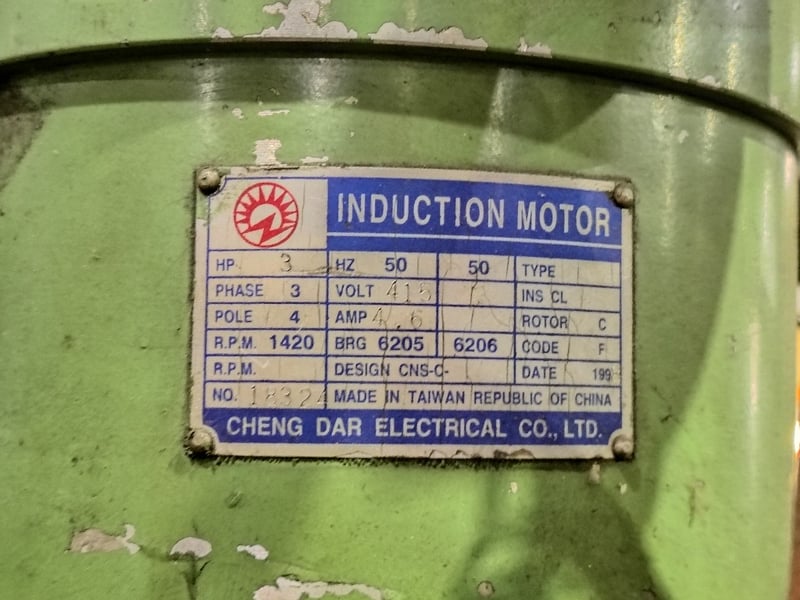 INDUCTION MOTOR
HP 3 HZ 50 50 TYPE
PHASE 3 VOLT 415 INS CL
POLE 4 AMP 4.6 ROTOR C
R.P.M. 1420 BRG 6205 6206 CODE F
R.P.M. DESIGN CNS-C- DATE 199
NO. 18324 MADE IN TAIWAN REPUBLIC OF CHINA
CHENG DAR ELECTRICAL CO., LTD.